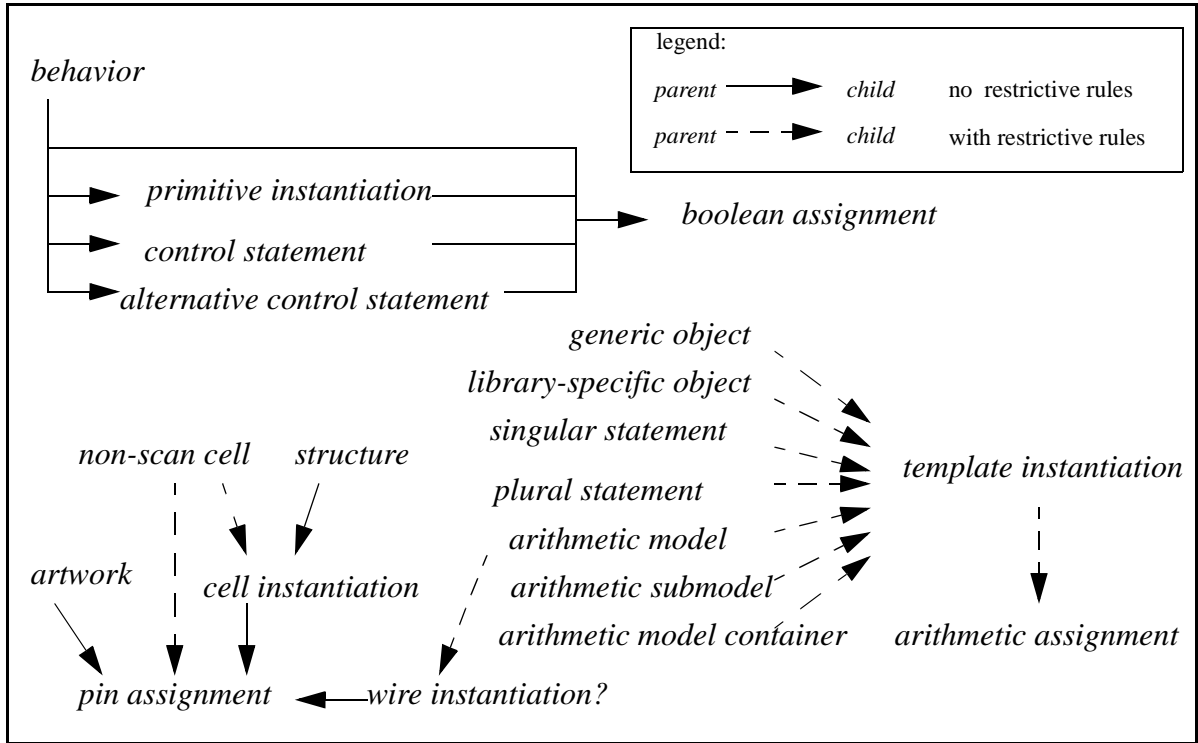 legend:
parent child no restrictive rules
parent child with restrictive rules
behavior
primitive instantiation
control statement
alternative control statement
boolean assignment
generic object
library-specific object
singular statement
plural statement
arithmetic model
arithmetic submodel
arithmetic model container
template instantiation
arithmetic assignment
non-scan cell
structure
artwork
cell instantiation
pin assignment
wire instantiation?